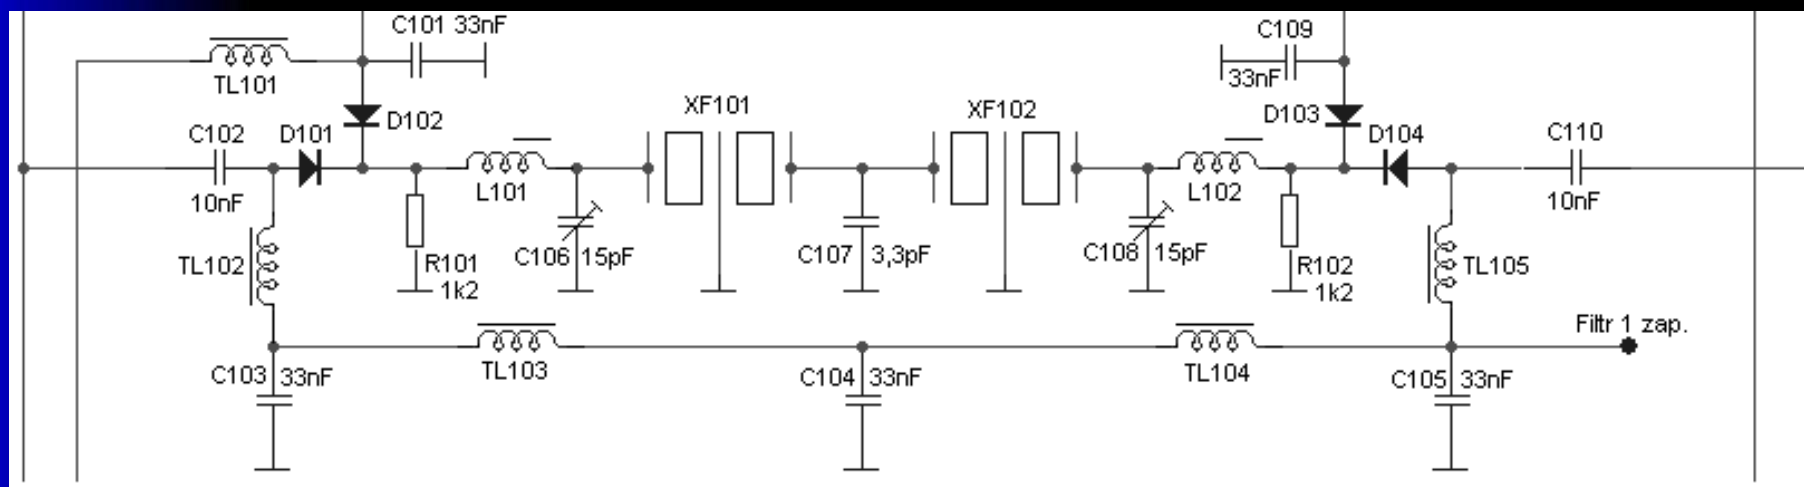 C101 33nF
TL101
D102
C102
D101
10nF
L101
XF101
XF102
C109
33nF
D103
D104
C110
10nF
L102
TL102
R101
1k2
C106 15pF
C107 3,3pF
C108 15pF
R102
1k2
TL105
Filtr 1 zap.
TL103
TL104
C103 33nF
C104 33nF
C105 33nF